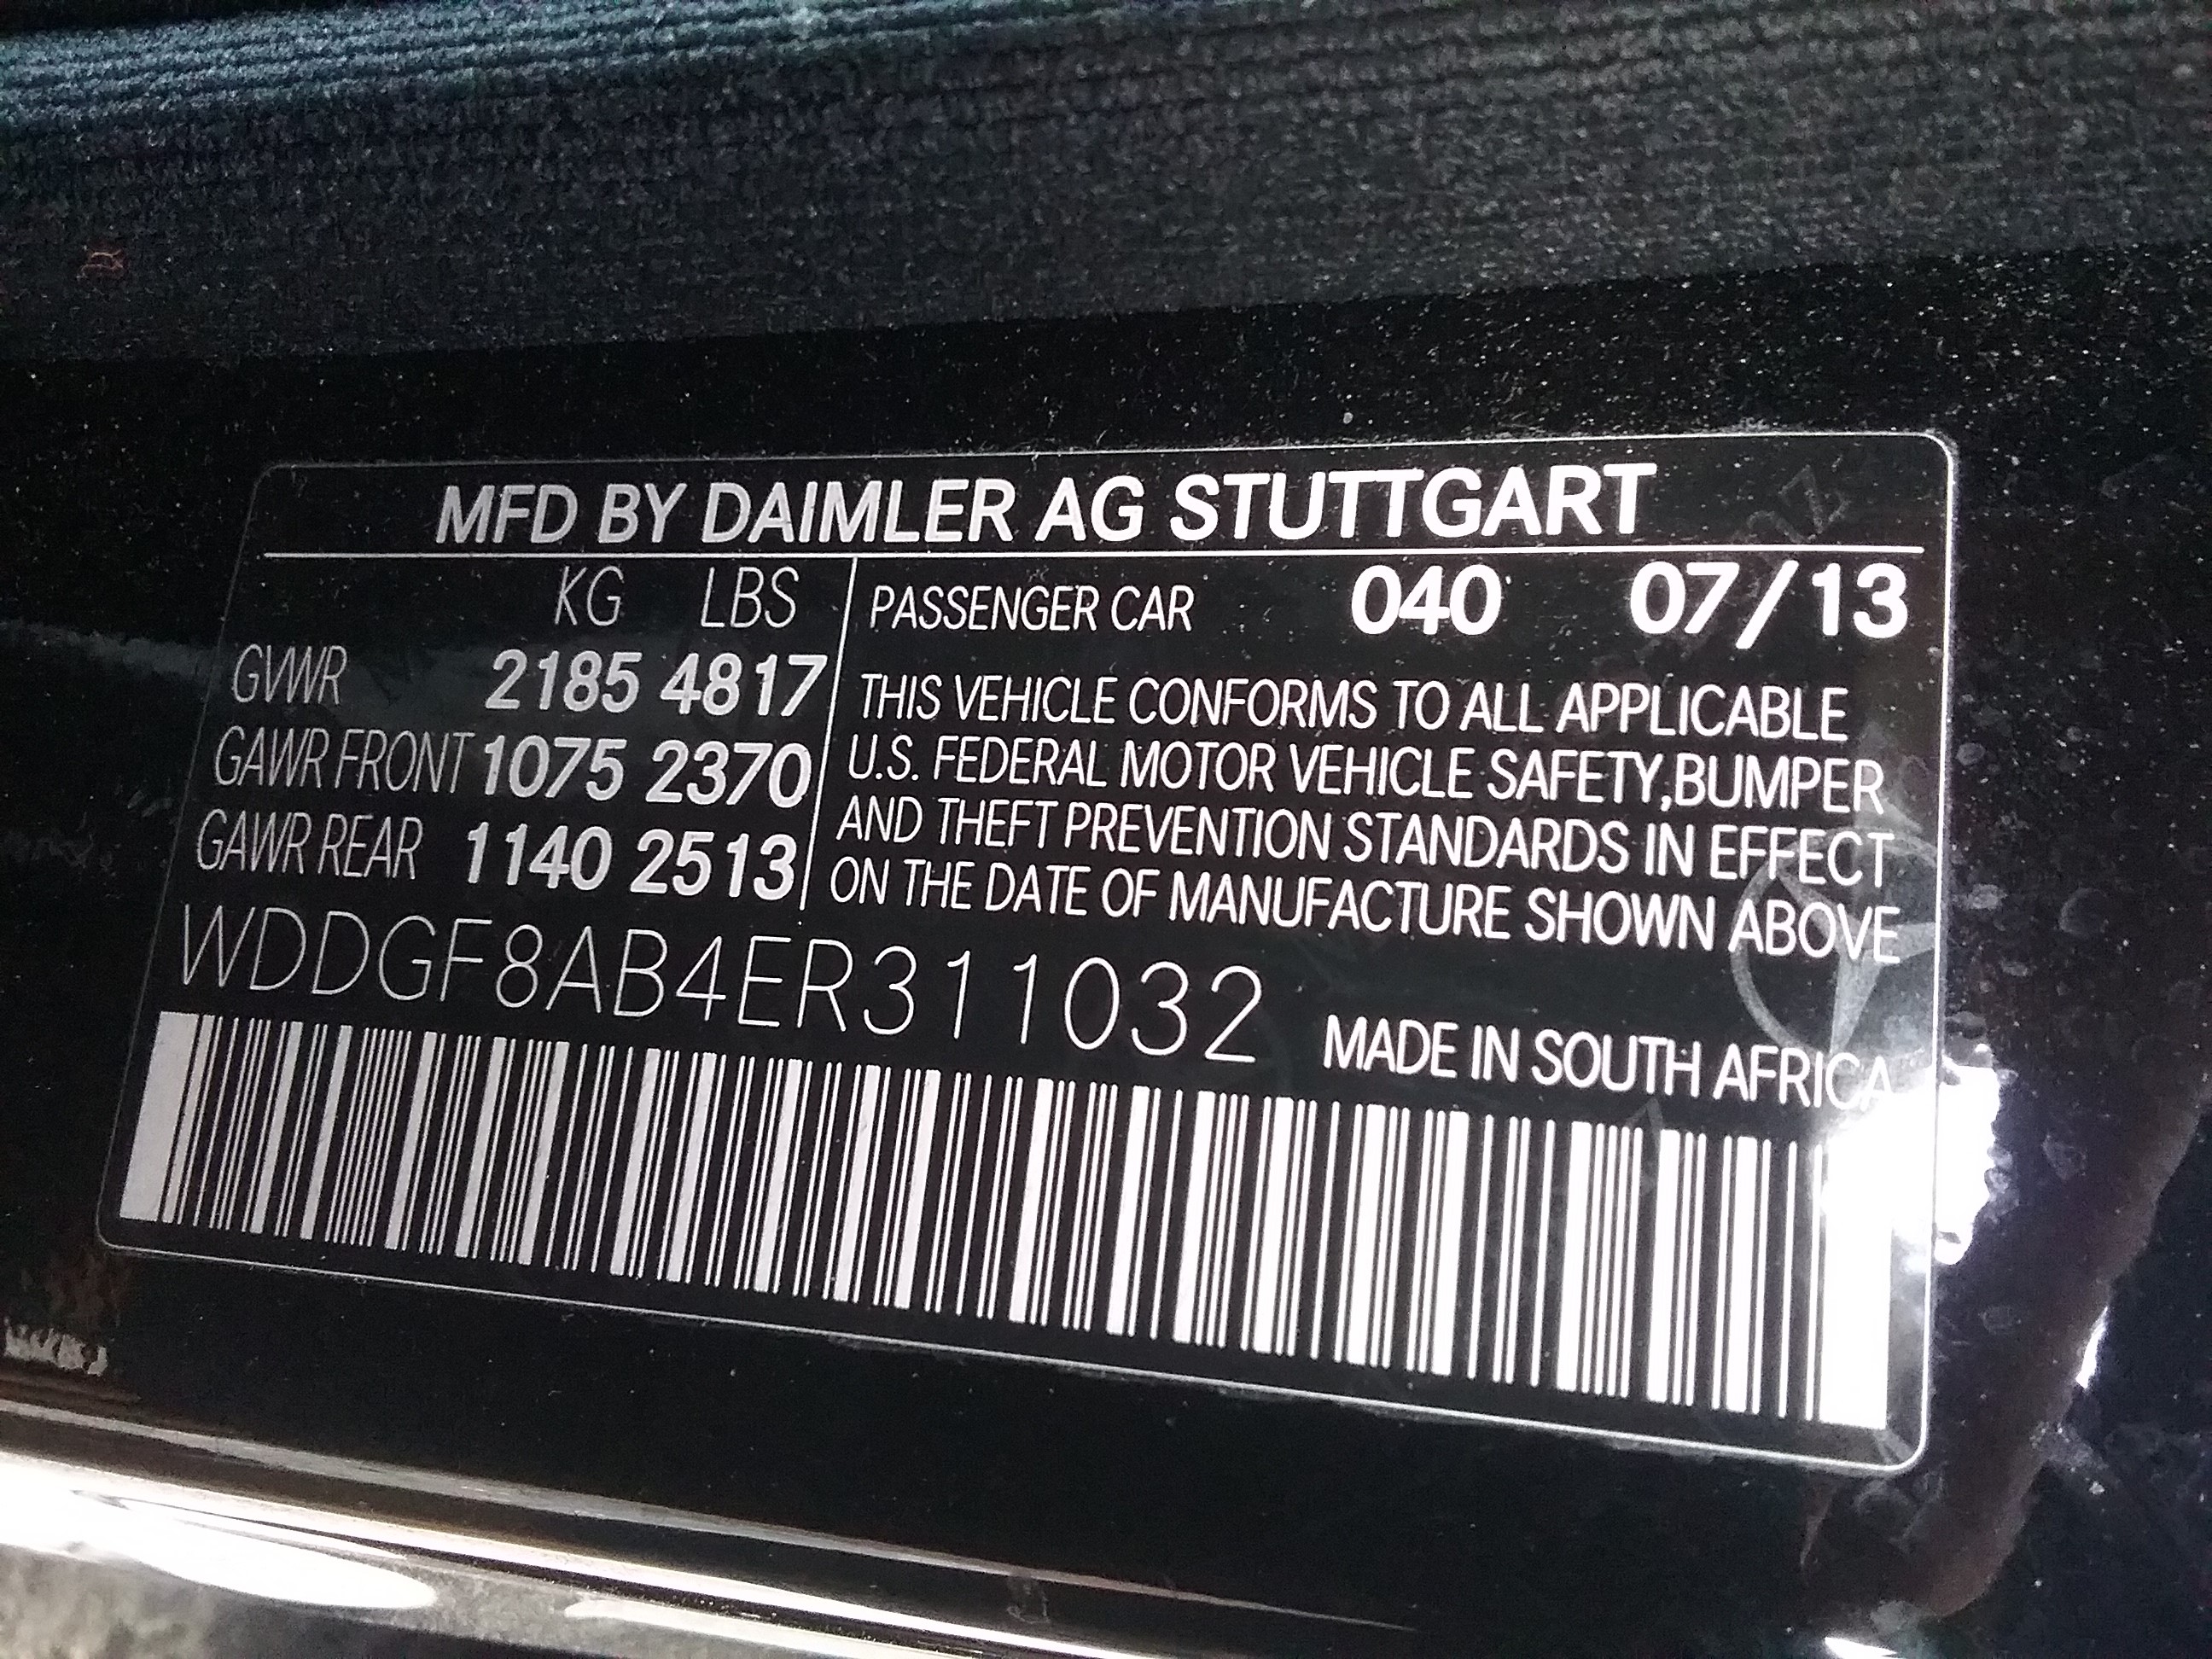 MFD BY DAIMLER AG STUTTGART
KG LBS
GVWR 2185 4817
GAWR FRONT 1075 2370
GAWR REAR 1140 2513
PASSENGER CAR 040 07/13
THIS VEHICLE CONFORMS TO ALL APPLICABLE
U.S. FEDERAL MOTOR VEHICLE SAFETY,BUMPER
AND THEFT PREVENTION STANDARDS IN EFFECT
ON THE DATE OF MANUFACTURE SHOWN ABOVE
WDDGF8AB4ER311032
MADE IN SOUTH AFRICA